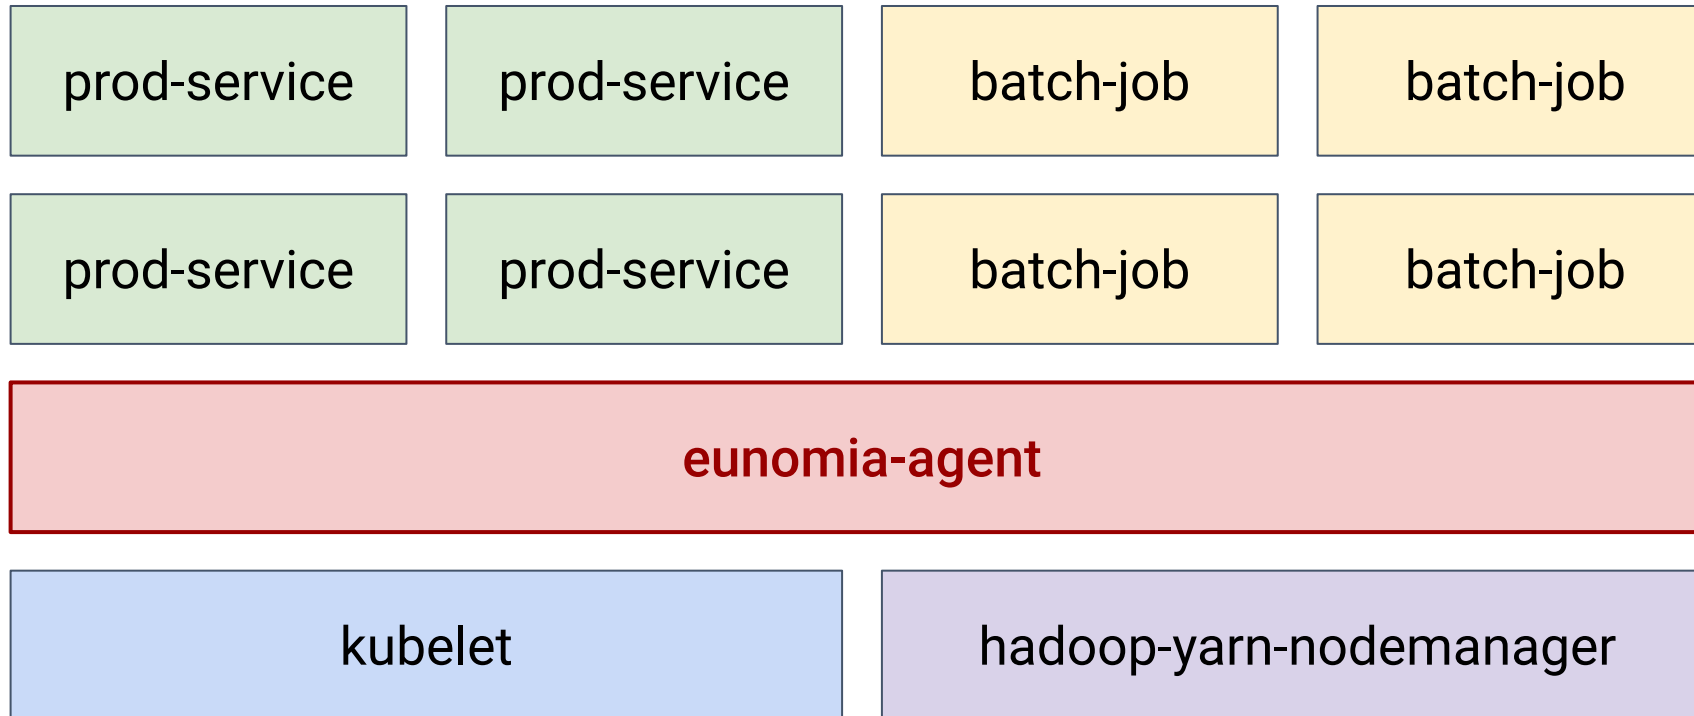 prod-service prod-service batch-job batch-job
prod-service prod-service batch-job batch-job
eunomia-agent
kubelet hadoop-yarn-nodemanager